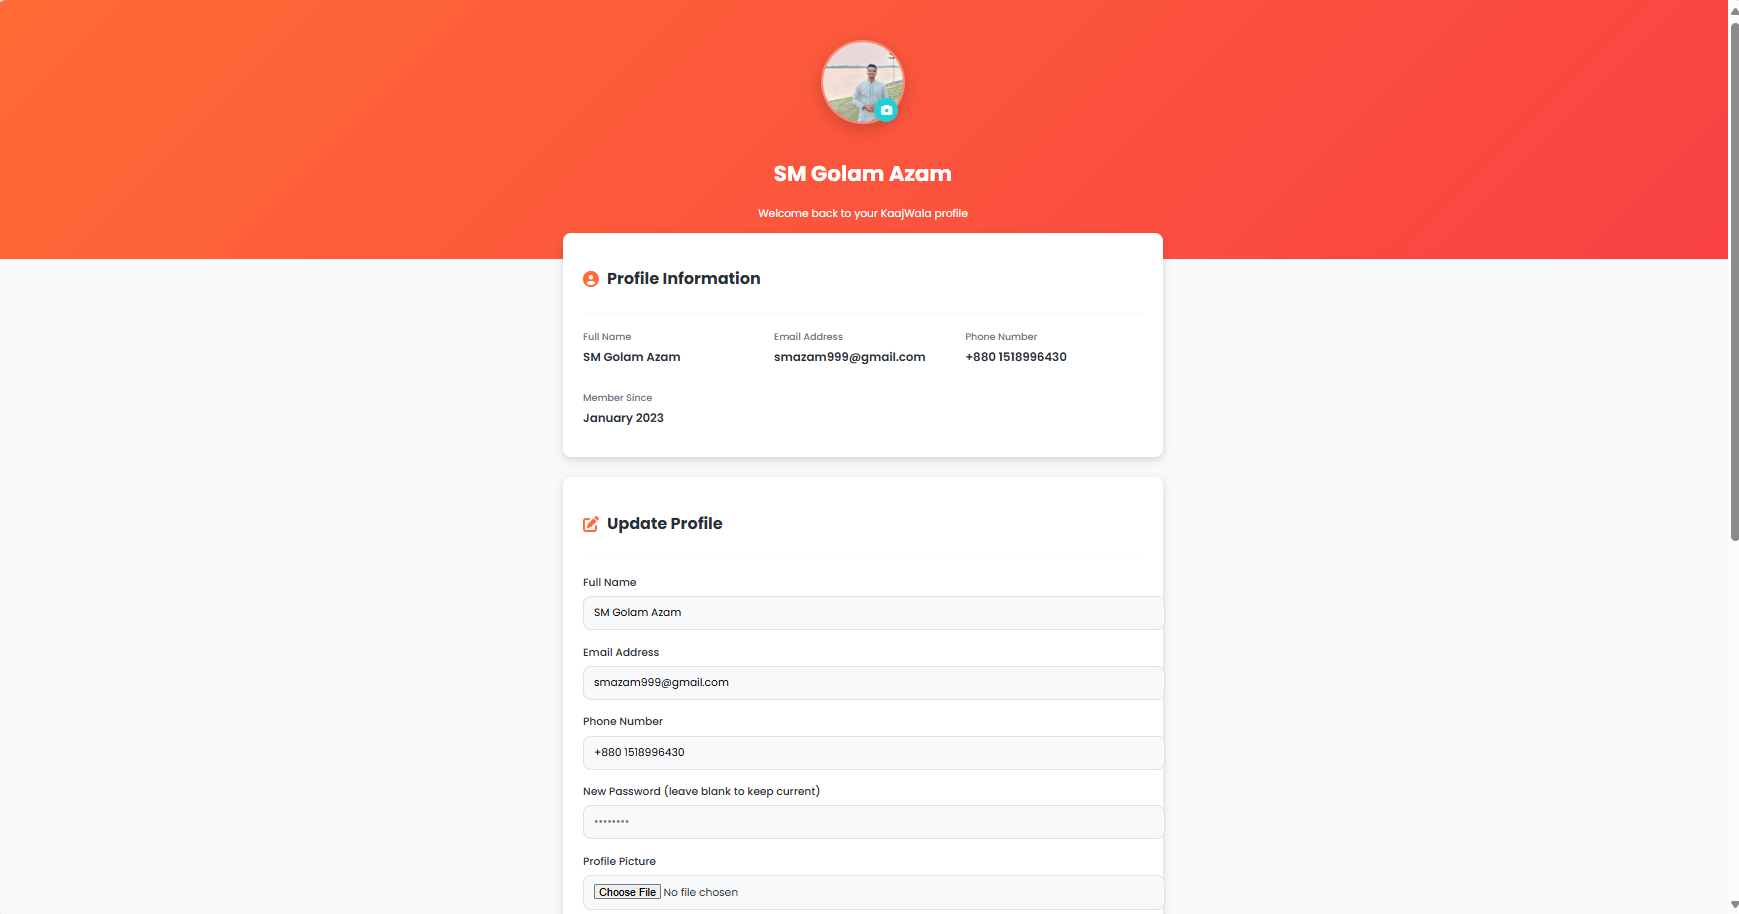 SM Golam Azam
Welcome back to your KaajWala profile
Profile Information
Full Name
SM Golam Azam
Email Address
smazam999@gmail.com
Phone Number
+880 1518996430
Member Since
January 2023
Update Profile
Full Name
SM Golam Azam
Email Address
smazam999@gmail.com
Phone Number
+880 1518996430
New Password (leave blank to keep current)
••••••••
Profile Picture
Choose File No file chosen